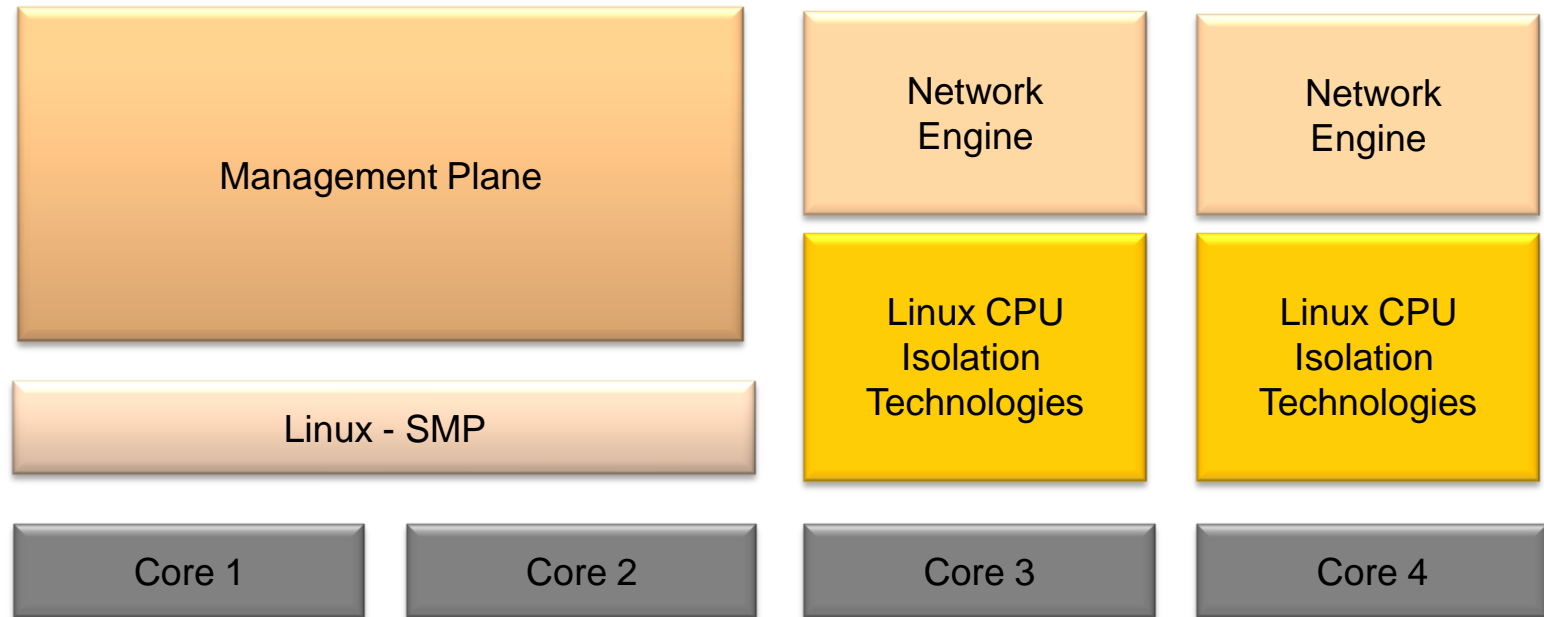 Management Plane
Network
Engine
Network
Engine
Linux CPU
Isolation
Technologies
Linux CPU
Isolation
Technologies
Linux - SMP
Core 1
Core 2
Core 3
Core 4